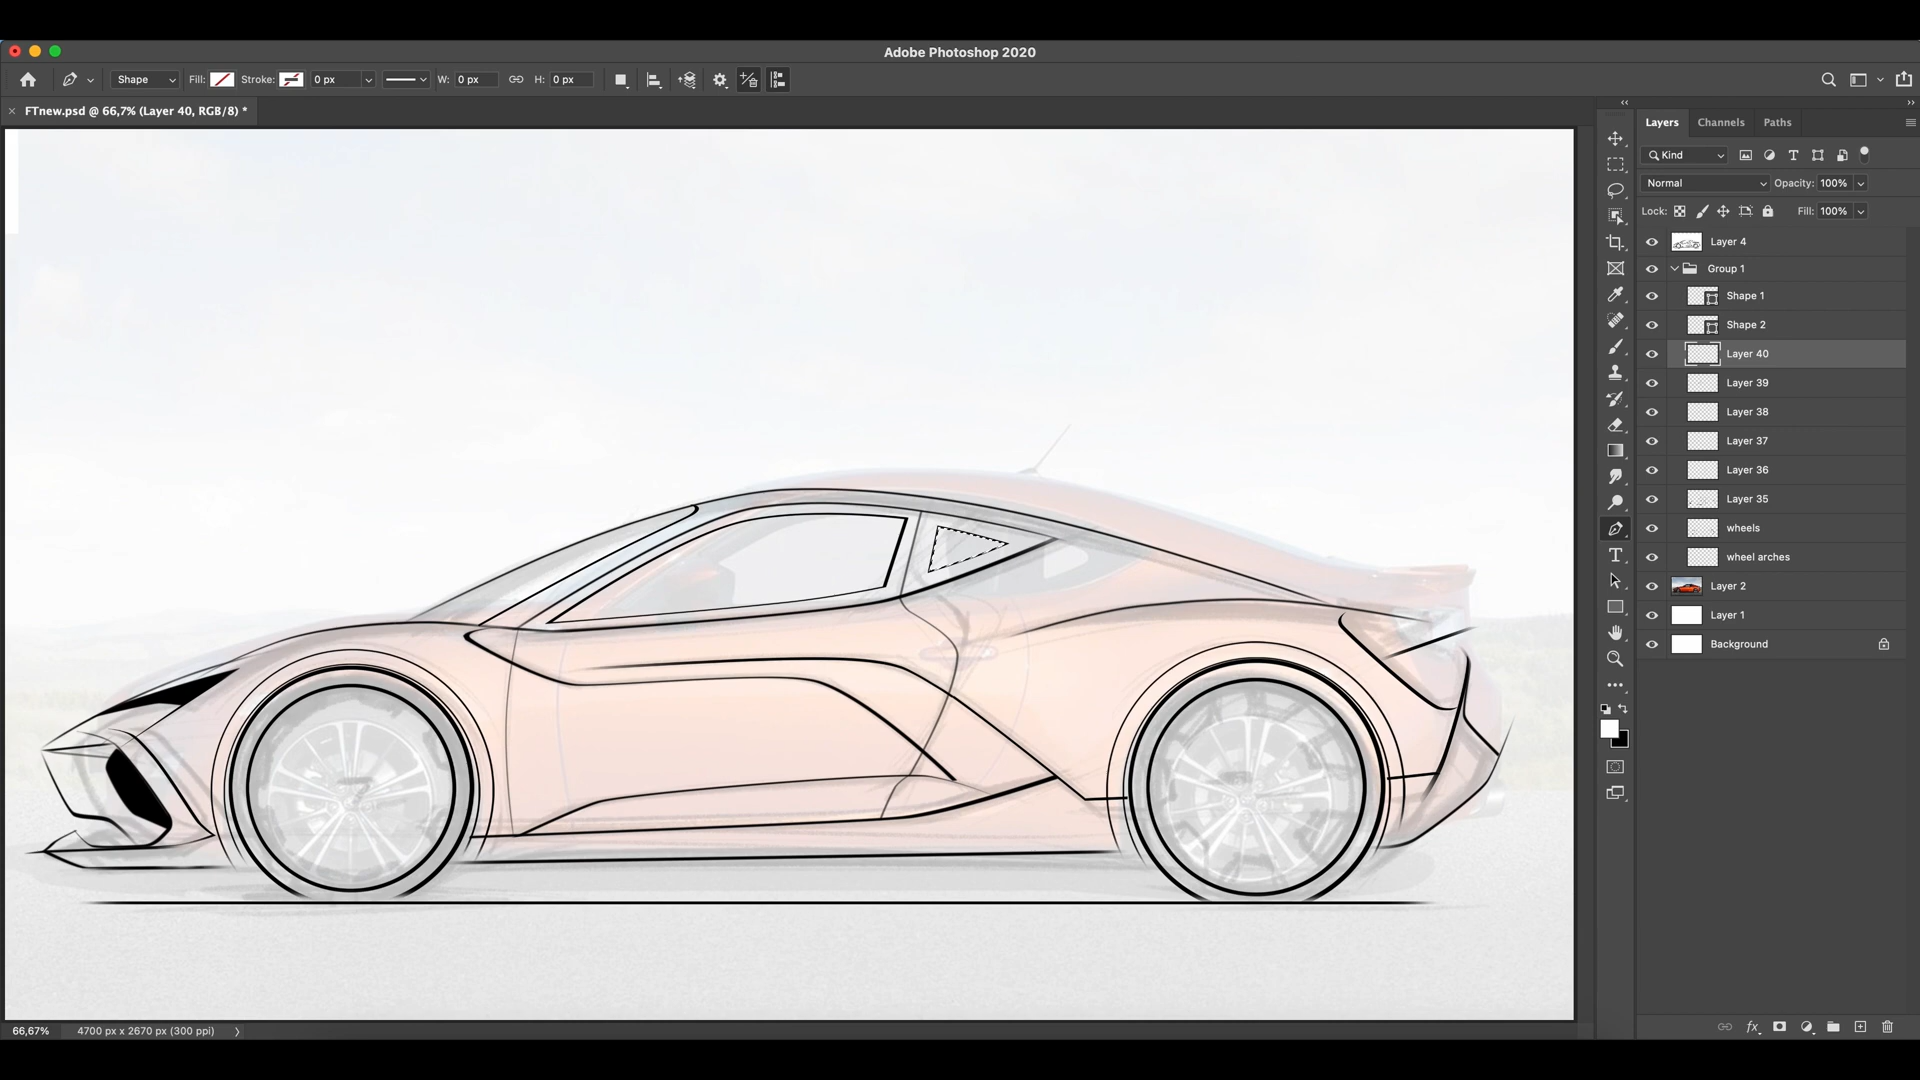 Adobe Photoshop 2020
Shape Fill: Stroke: 0 px W: 0 px H: 0 px
FTnew.psd @ 66,7% (Layer 40, RGB/8) *
Layers Channels Paths
Kind
Normal Opacity: 100%
Lock: Fill: 100%
Layer 4
Group 1
Shape 1
Shape 2
Layer 40
Layer 39
Layer 38
Layer 37
Layer 36
Layer 35
wheels
wheel arches
Layer 2
Layer 1
Background
66,67% 4700 px x 2670 px (300 ppi)